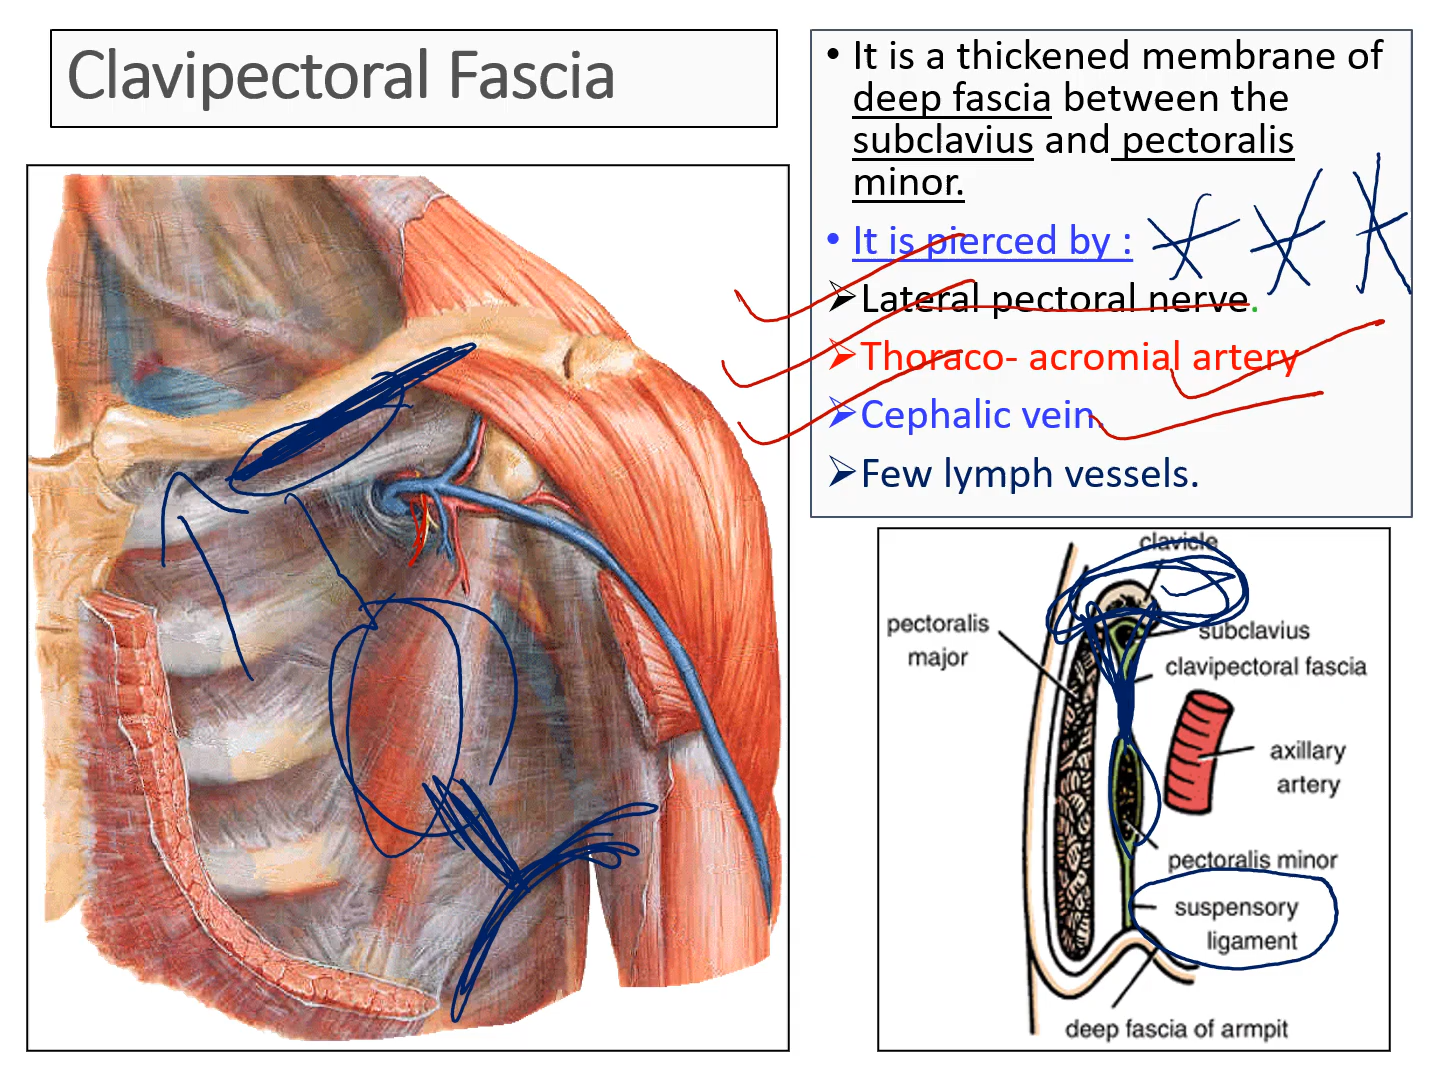 Clavipectoral Fascia
• It is a thickened membrane of
deep fascia between the
subclavius and pectoralis
minor.
• It is pierced by :
➢Lateral pectoral nerve.
➢Thoraco- acromial artery
➢Cephalic vein.
➢Few lymph vessels.
clavicle
pectoralis
major
subclavius
clavipectoral fascia
axillary
artery
pectoralis minor
suspensory
ligament
deep fascia of armpit